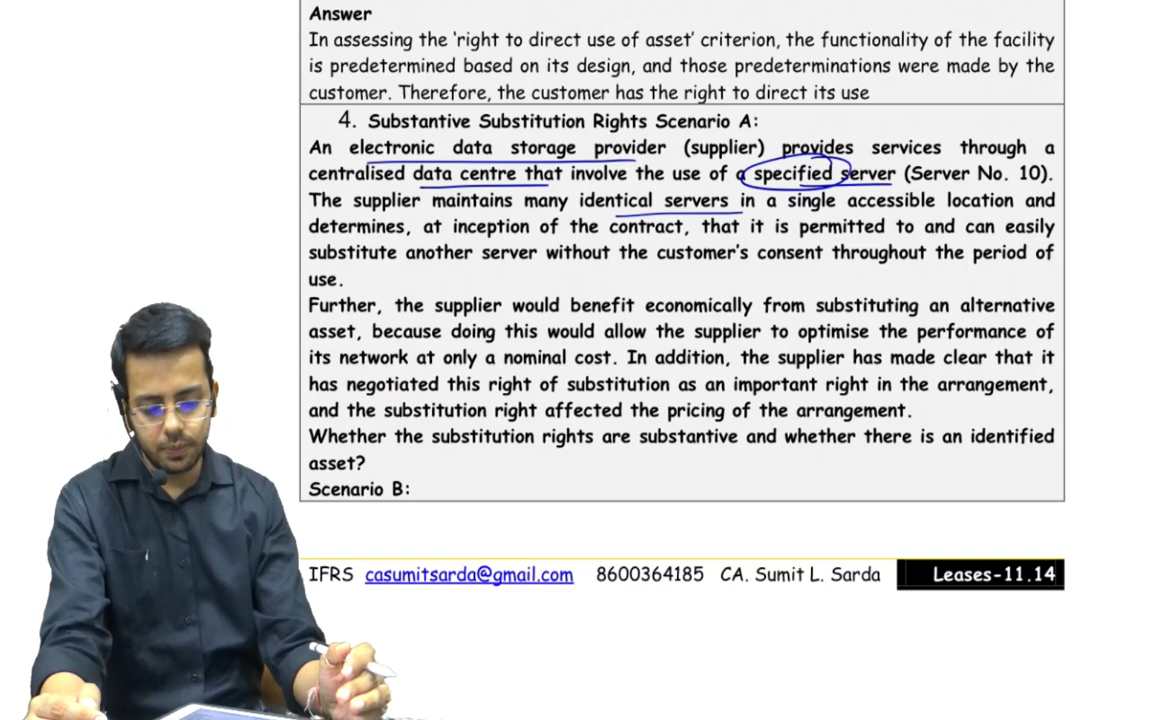 Answer
In assessing the ‘right to direct use of asset’ criterion, the functionality of the facility
is predetermined based on its design, and those predeterminations were made by the
customer. Therefore, the customer has the right to direct its use
4. Substantive Substitution Rights Scenario A:
An electronic data storage provider (supplier) provides services through a
centralised data centre that involve the use of a specified server (Server No. 10).
The supplier maintains many identical servers in a single accessible location and
determines, at inception of the contract, that it is permitted to and can easily
substitute another server without the customer's consent throughout the period of
use.
Further, the supplier would benefit economically from substituting an alternative
asset, because doing this would allow the supplier to optimise the performance of
its network at only a nominal cost. In addition, the supplier has made clear that it
has negotiated this right of substitution as an important right in the arrangement,
and the substitution right affected the pricing of the arrangement.
Whether the substitution rights are substantive and whether there is an identified
asset?
Scenario B:
IFRS casumitsarda@gmail.com 8600364185 CA. Sumit L. Sarda Leases-11.14